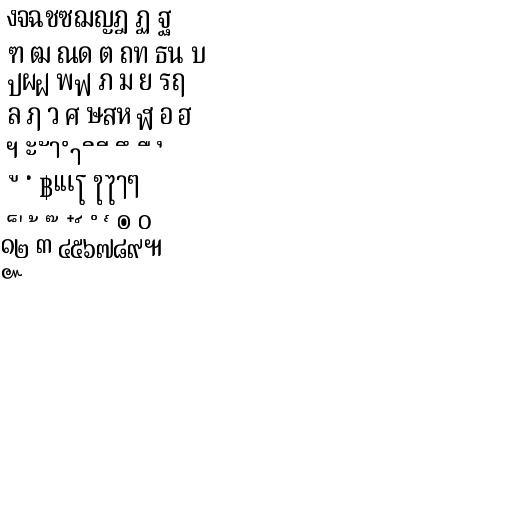 งจฉชซฌญฎฏฐ
ฑฒณดตถทธนบ
ปผฝพฟภมยรฤ
ลฦวศษสหฬอฮ
ฯะัาำิีึืุ
ฺู฿เแโใไๅๆ
็่้๊๋์ํ๎๏๐
๑๒๓๔๕๖๗๘๙๚
๛